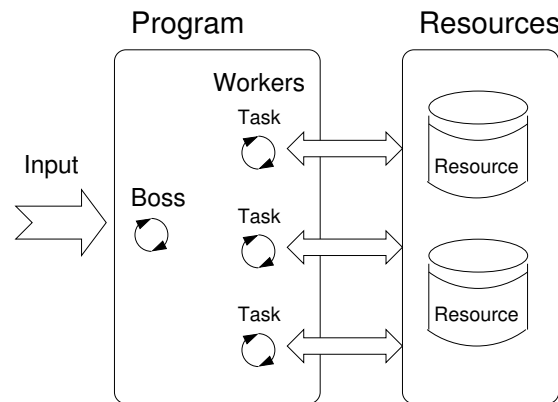 Program
Resources
Workers
Task
Resource
Input
Boss
Task
Task
Resource